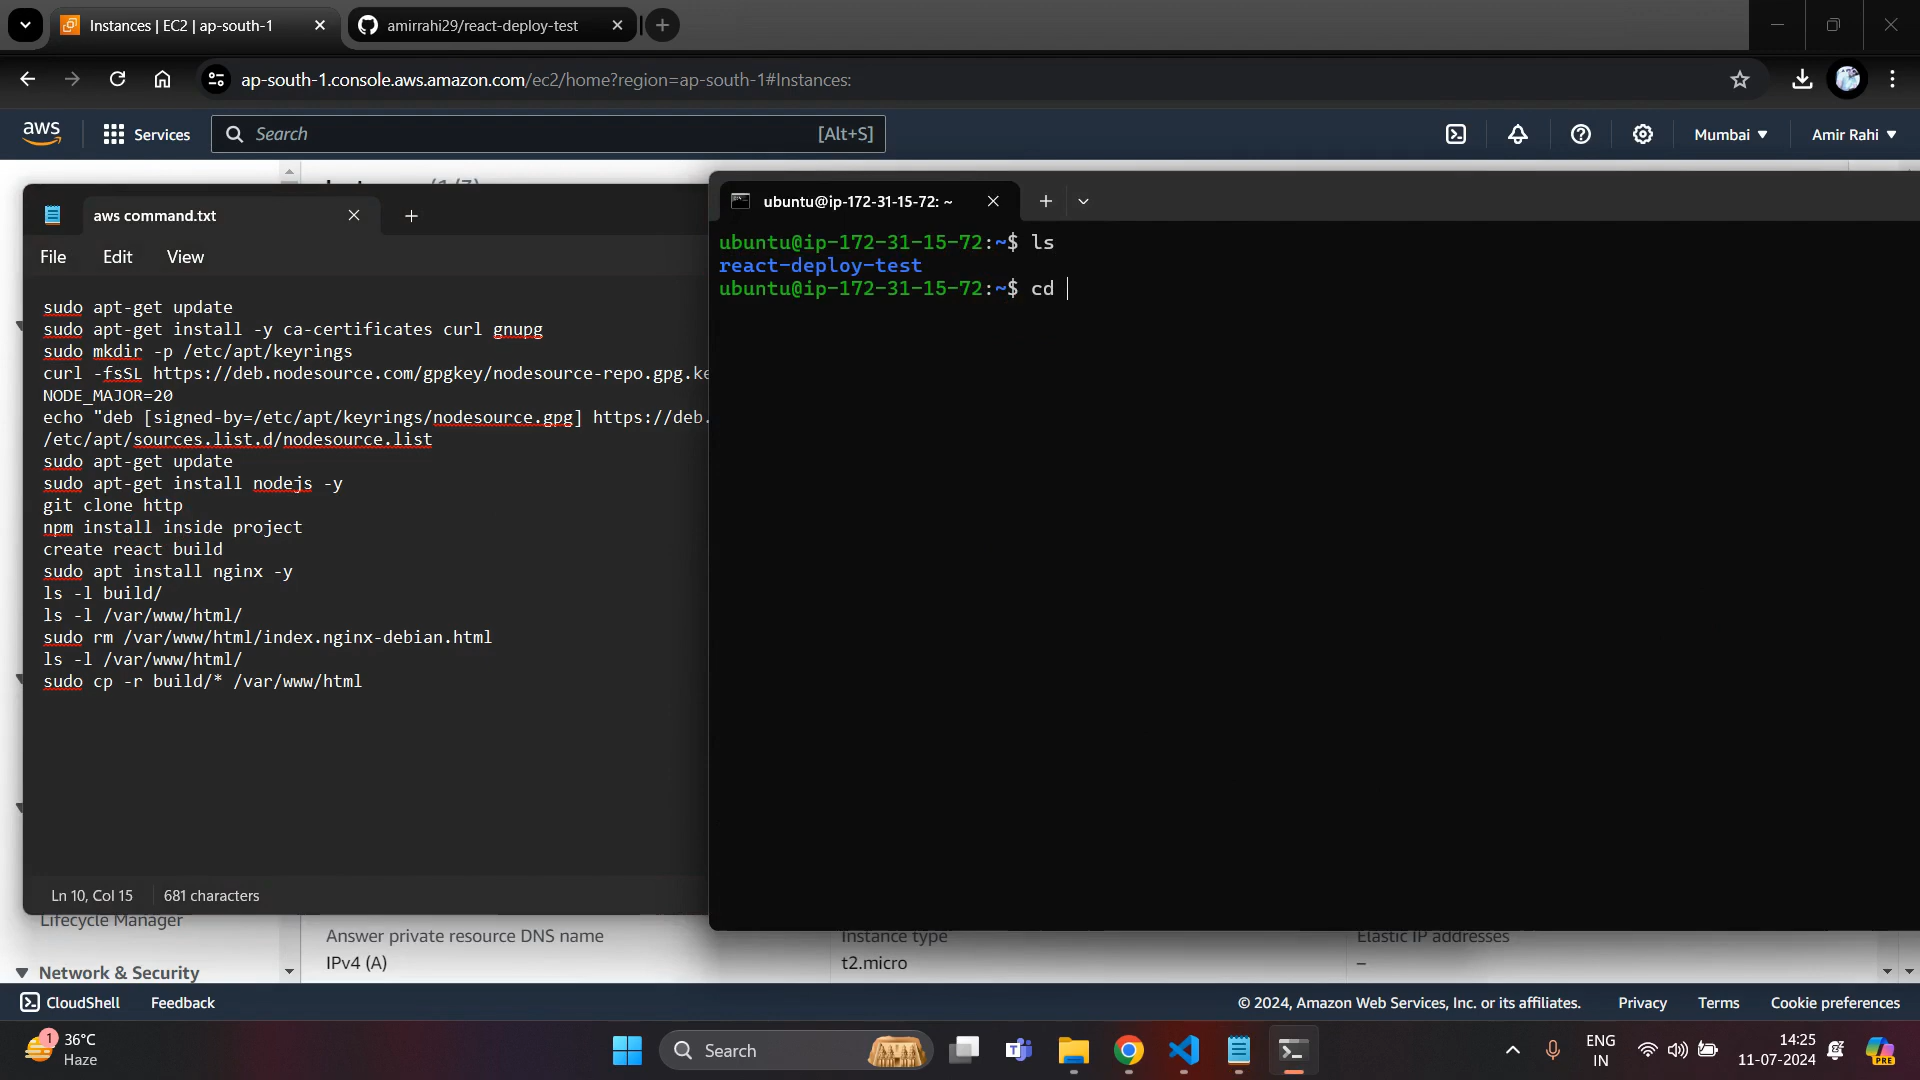 Instances | EC2 | ap-south-1
amirrahi29/react-deploy-test
ap-south-1.console.aws.amazon.com/ec2/home?region=ap-south-1#Instances:
aws
Services
Search
[Alt+S]
Mumbai
Amir Rahi
aws command.txt
File
Edit
View
sudo apt-get update
sudo apt-get install -y ca-certificates curl gnupg
sudo mkdir -p /etc/apt/keyrings
curl -fsSL https://deb.nodesource.com/gpgkey/nodesource-repo.gpg.ke
NODE_MAJOR=20
echo "deb [signed-by=/etc/apt/keyrings/nodesource.gpg] https://deb.
/etc/apt/sources.list.d/nodesource.list
sudo apt-get update
sudo apt-get install nodejs -y
git clone http
npm install inside project
create react build
sudo apt install nginx -y
ls -l build/
ls -l /var/www/html/
sudo rm /var/www/html/index.nginx-debian.html
ls -l /var/www/html/
sudo cp -r build/* /var/www/html
Ln 10, Col 15
681 characters
ubuntu@ip-172-31-15-72: ~
ubuntu@ip-172-31-15-72:~$ ls
react-deploy-test
ubuntu@ip-172-31-15-72:~$ cd
Lifecycle Manager
Network & Security
Answer private resource DNS name
IPv4 (A)
Instance type
t2.micro
Elastic IP addresses
–
CloudShell
Feedback
© 2024, Amazon Web Services, Inc. or its affiliates.
Privacy
Terms
Cookie preferences
1
36°C
Haze
Search
ENG
IN
14:25
11-07-2024
PRE